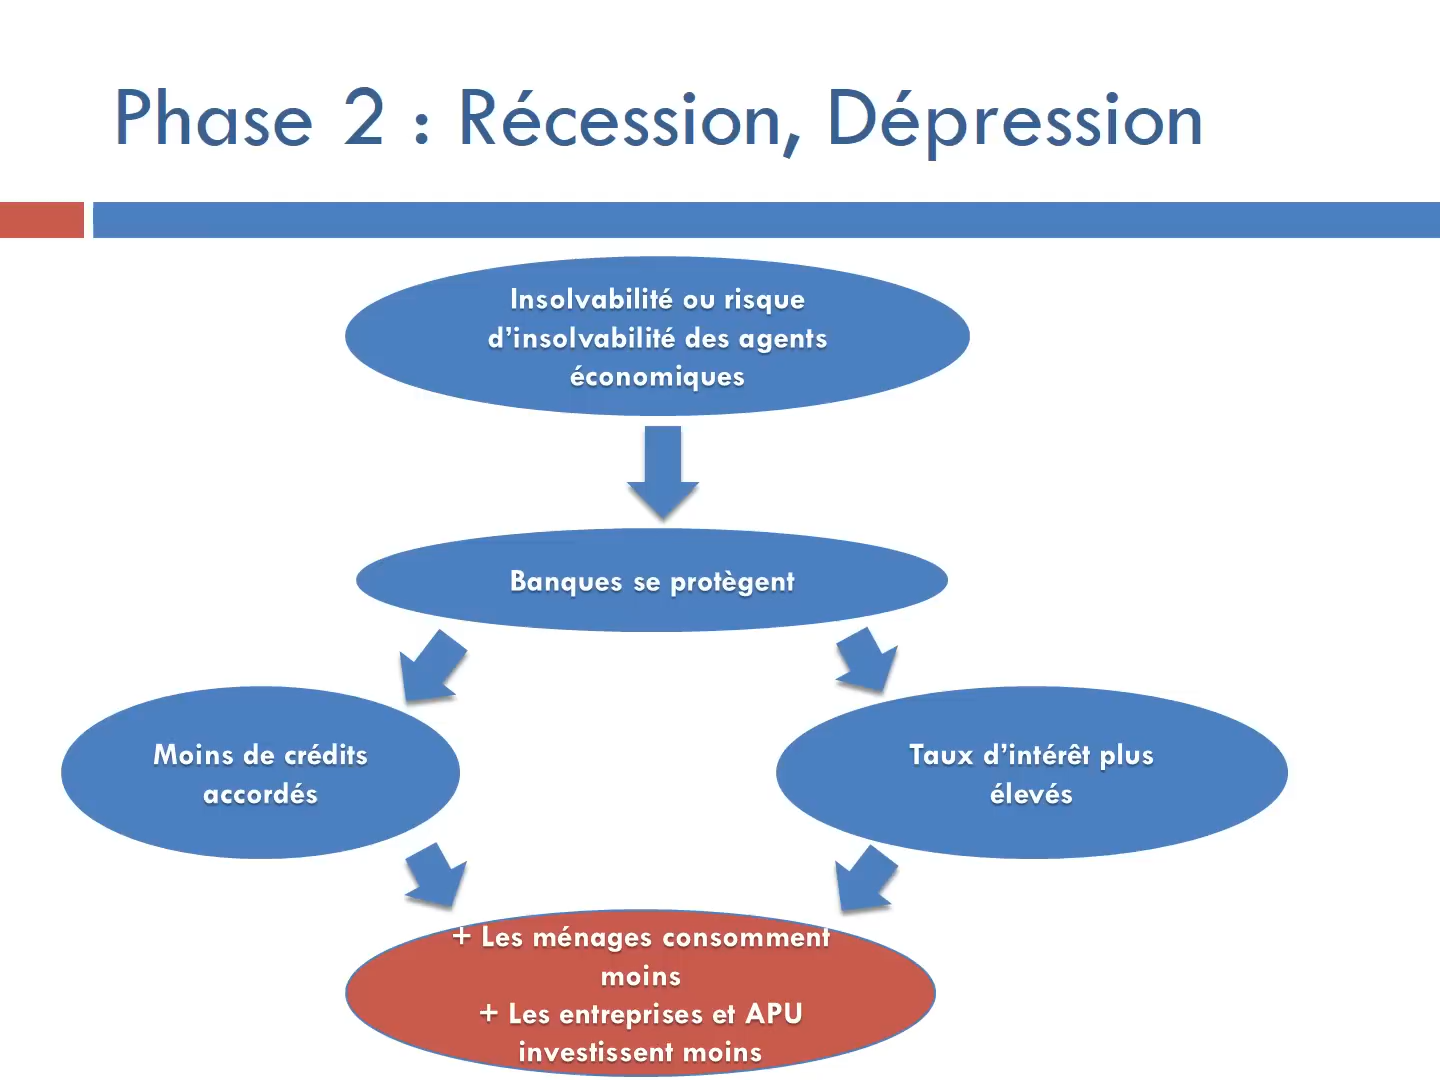 Phase 2 : Récession, Dépression
Insolvabilité ou risque
d’insolvabilité des agents
économiques
Banques se protègent
Moins de crédits
accordés
Taux d’intérêt plus
élevés
+ Les ménages consomment
moins
+ Les entreprises et APU
investissent moins